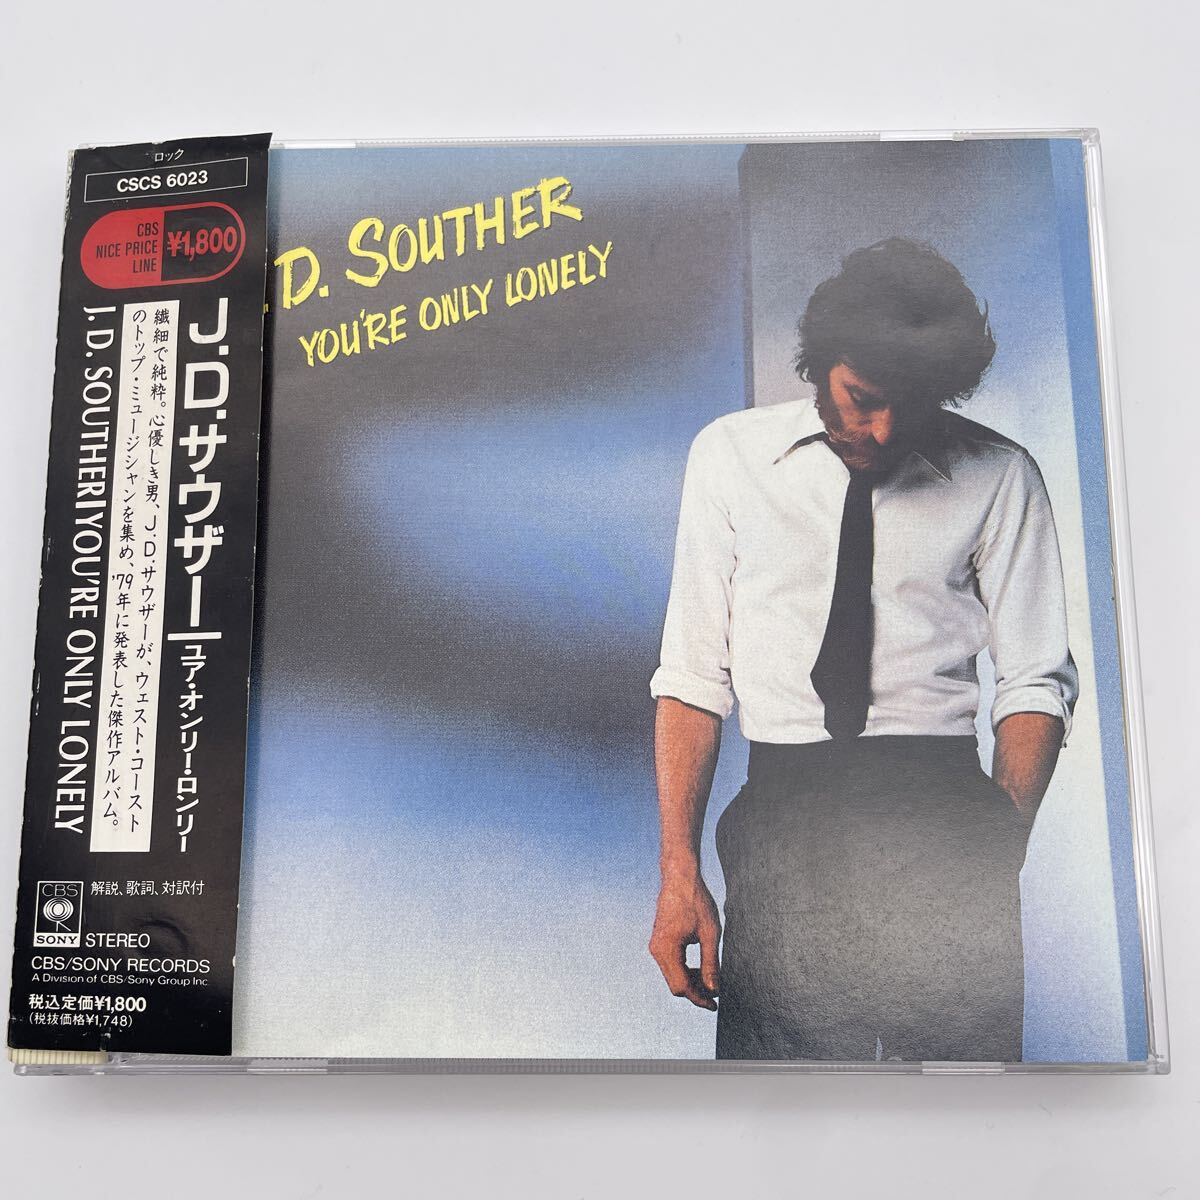 ロック
CSCS 6023
CBS
NICE PRICE
LINE
¥1,800
J.D.サウザー
ユア・オンリー・ロンリー
繊細で純粋。心優しき男、J.D.サウザーが、ウェスト・コースト
のトップ・ミュージシャンを集め、'79年に発表した傑作アルバム。
J.D. SOUTHER/YOU'RE ONLY LONELY
CBS
SONY
解説、歌詞、対訳付
STEREO
CBS/SONY RECORDS
A Division of CBS/Sony Group Inc.
税込定価¥1,800
(税抜価格¥1,748)
D. SOUTHER
YOU'RE ONLY LONELY